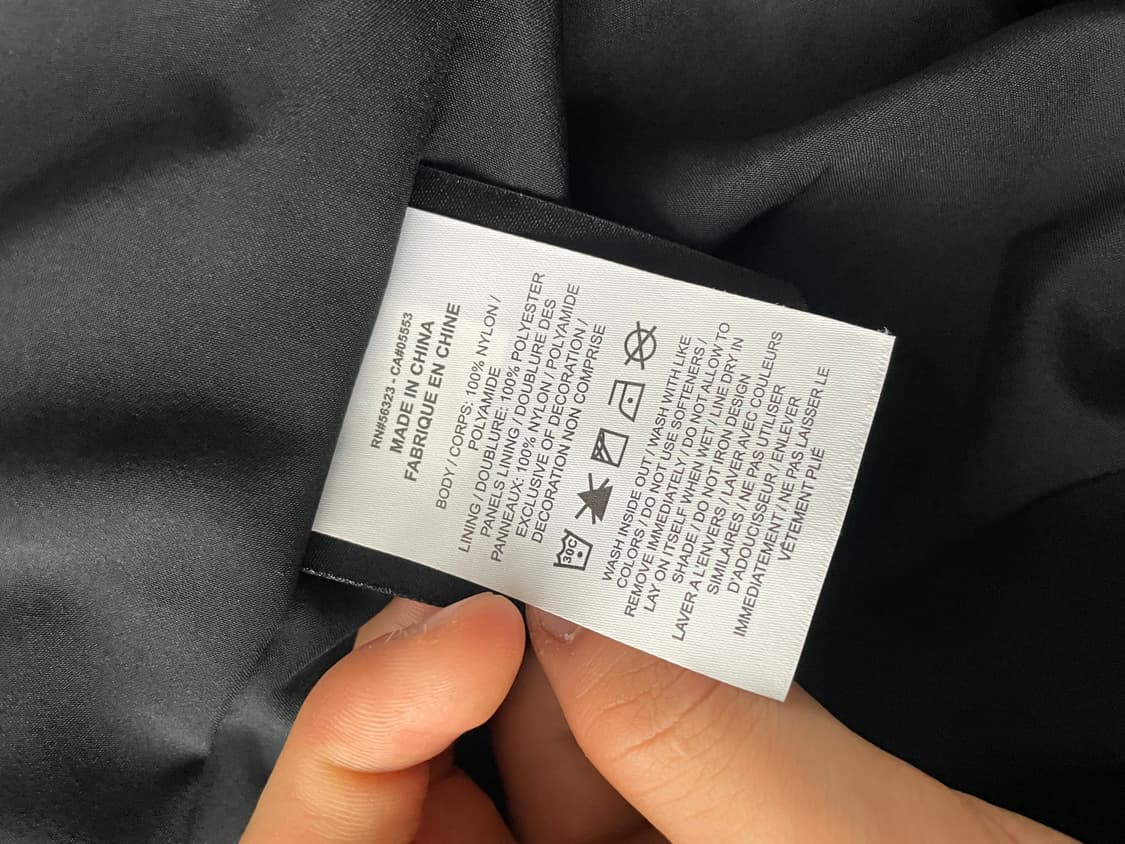 RN#56323 - CA#05553
MADE IN CHINA
FABRIQUE EN CHINE
BODY / CORPS: 100% NYLON /
POLYAMIDE
LINING / DOUBLURE: 100% POLYESTER
PANELS LINING / DOUBLURE DES
PANNEAUX: 100% NYLON / POLYAMIDE
EXCLUSIVE OF DECORATION /
DECORATION NON COMPRISE
30C
WASH INSIDE OUT / WASH WITH LIKE
COLORS / DO NOT USE SOFTENERS /
REMOVE IMMEDIATELY / DO NOT ALLOW TO
LAY ON ITSELF WHEN WET / LINE DRY IN
SHADE / DO NOT IRON DESIGN
LAVER A L'ENVERS / LAVER AVEC COULEURS
SIMILAIRES / NE PAS UTILISER
D'ADOUCISSEUR / ENLEVER
IMMEDIATEMENT / NE PAS LAISSER LE
VÊTEMENT PLIÉ